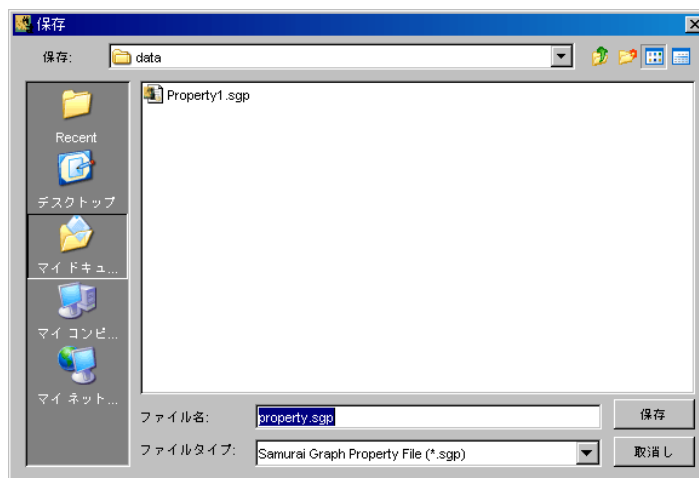 保存
保存: data
Property1.sgp
Recent
デスクトップ
マイ ドキュ...
マイ コンピ...
マイ ネット...
ファイル名: property.sgp 保存
ファイルタイプ: Samurai Graph Property File (*.sgp) 取消し